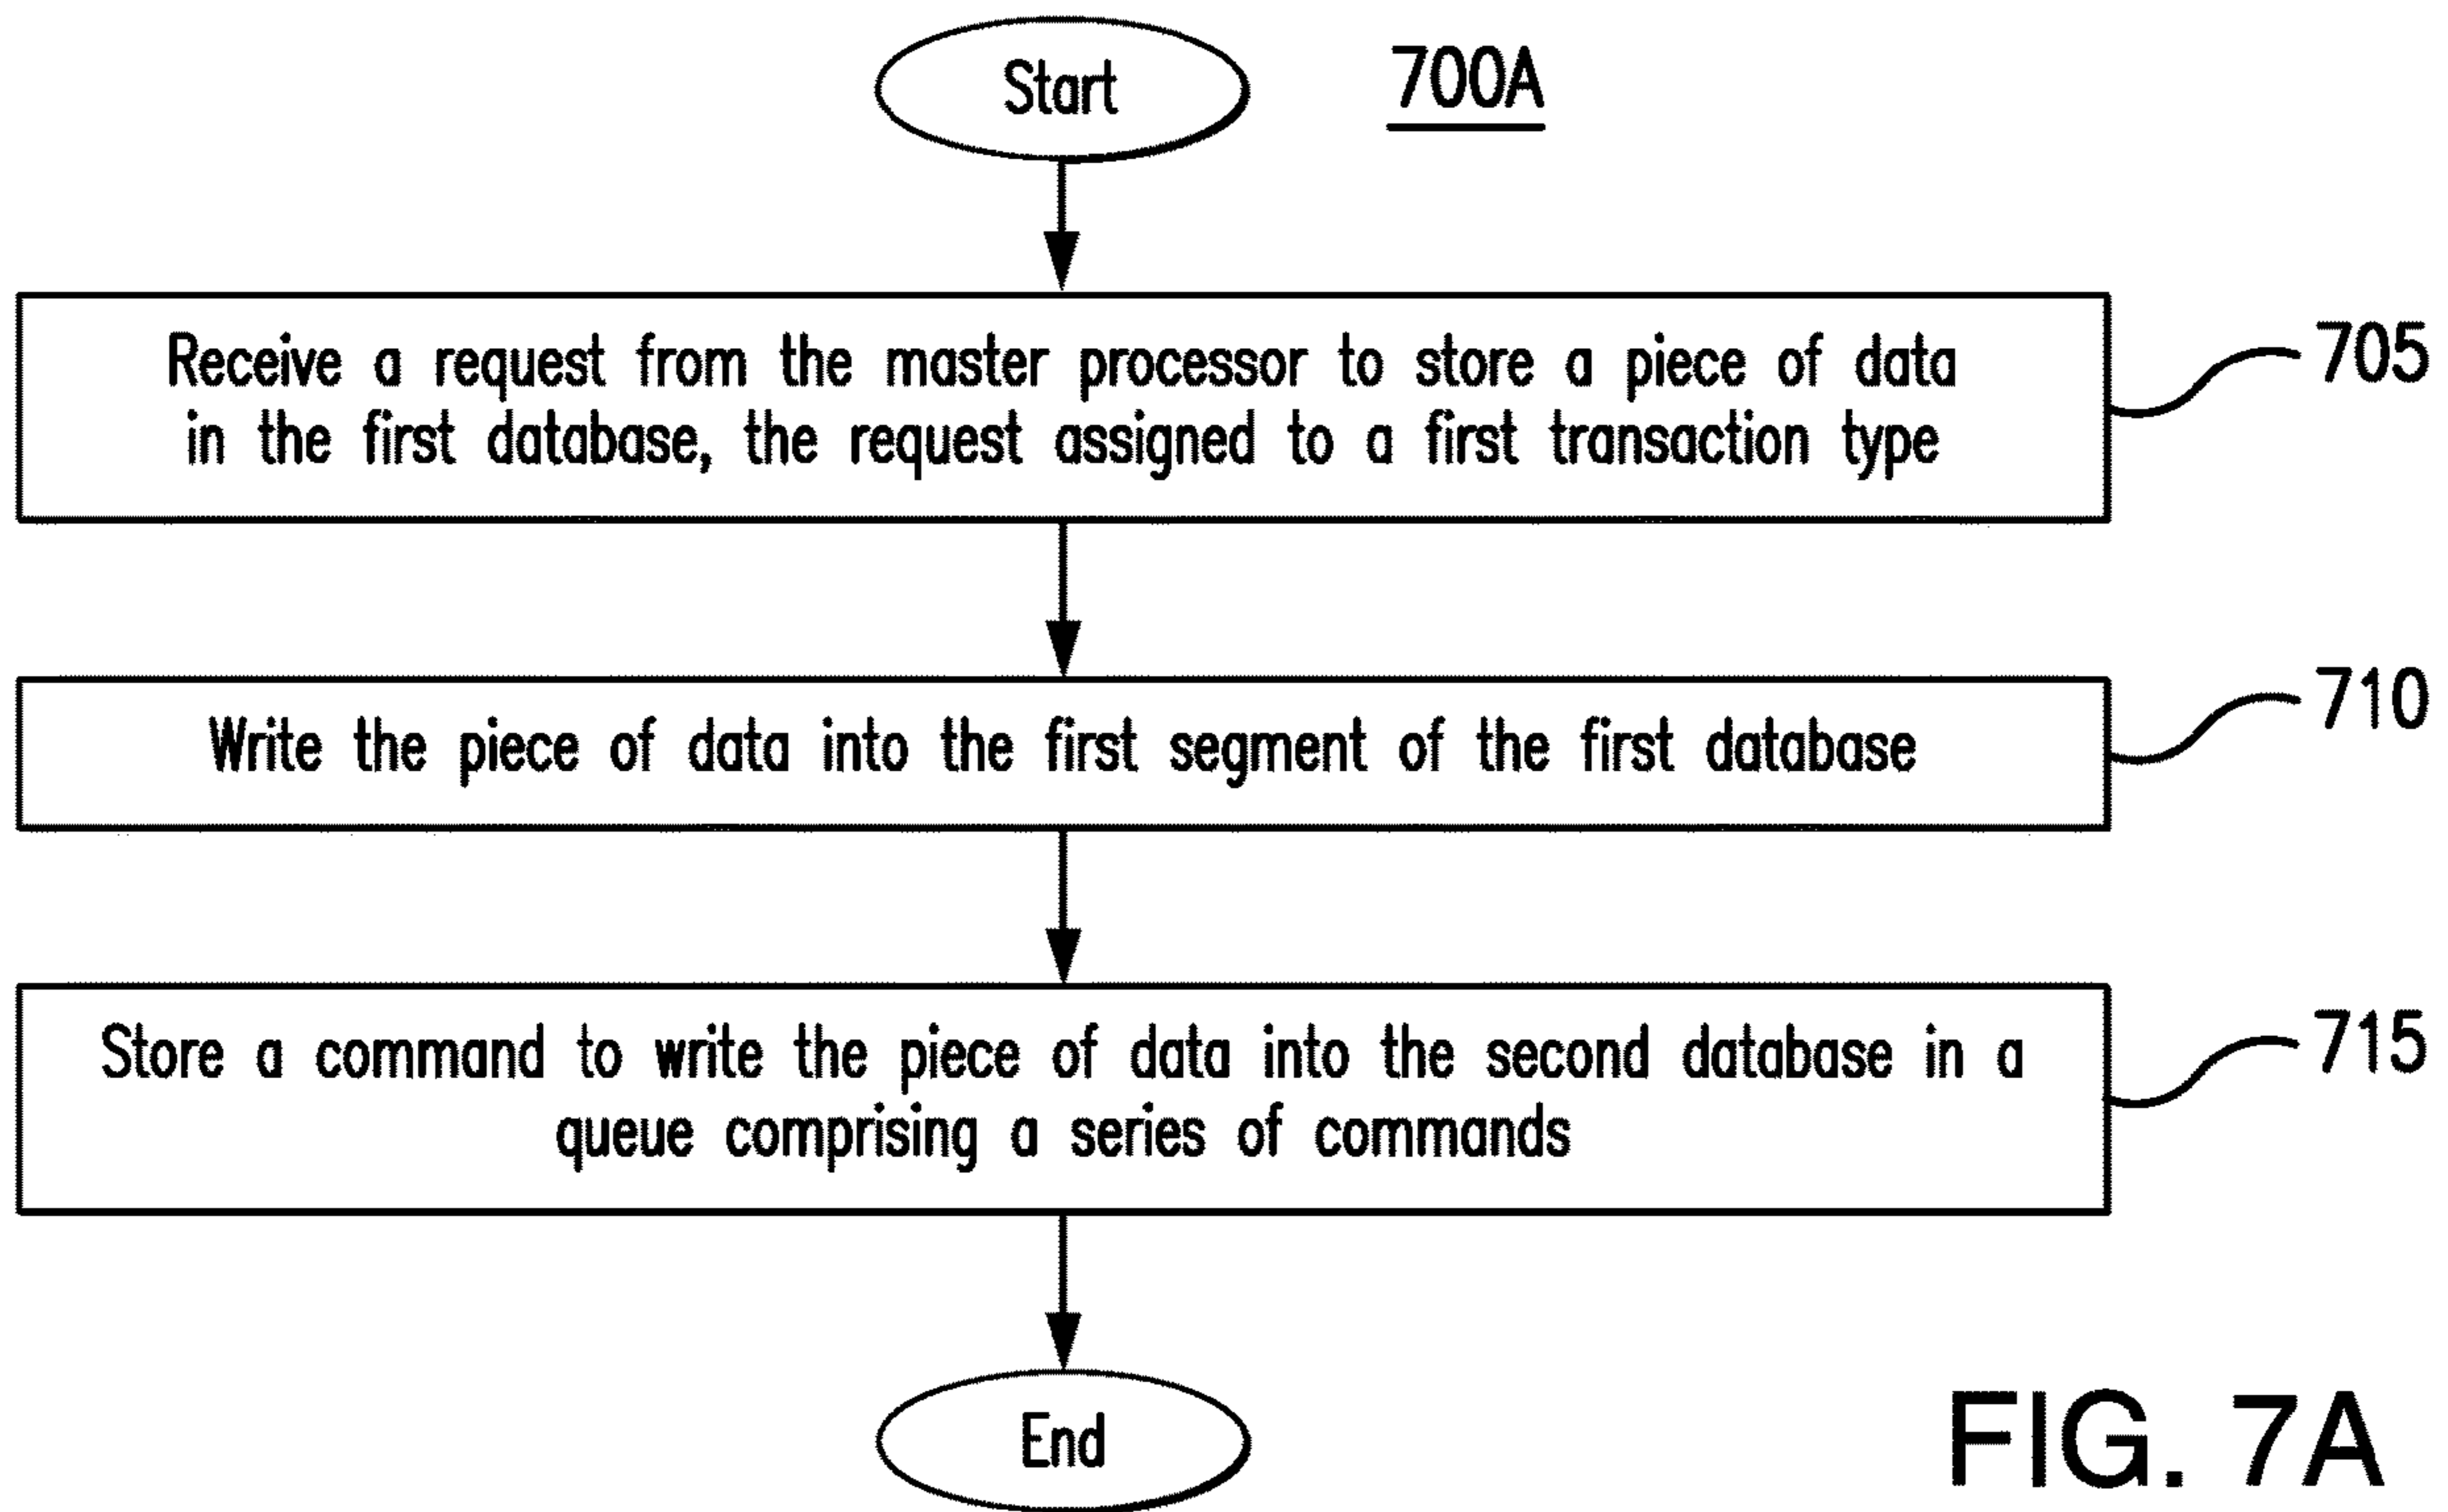 Start
700A
Receive a request from the master processor to store a piece of data
in the first database, the request assigned to a first transaction type
705
Write the piece of data into the first segment of the first database
710
Store a command to write the piece of data into the second database in a
queue comprising a series of commands
715
End
FIG. 7A